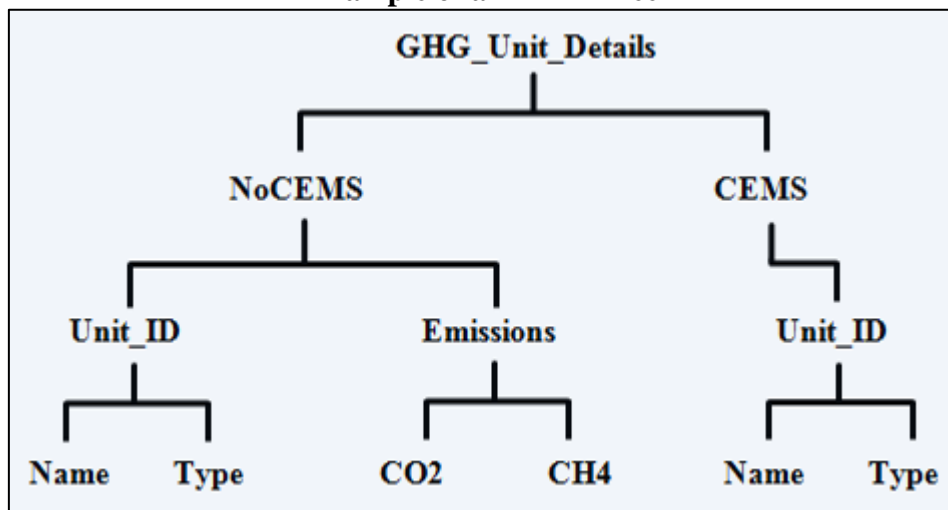 GHG_Unit_Details
NoCEMS CEMS
Unit_ID Emissions Unit_ID
Name Type CO2 CH4 Name Type